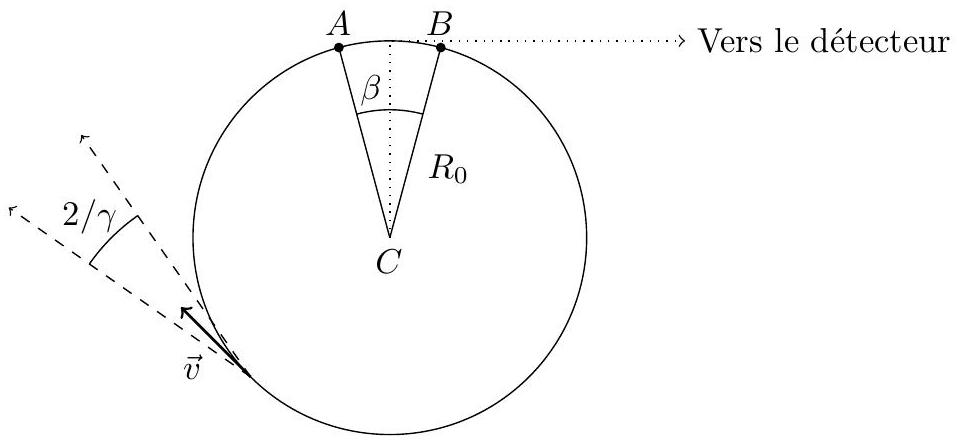 A
B
Vers le détecteur
β
R₀
2/γ
C
v⃗